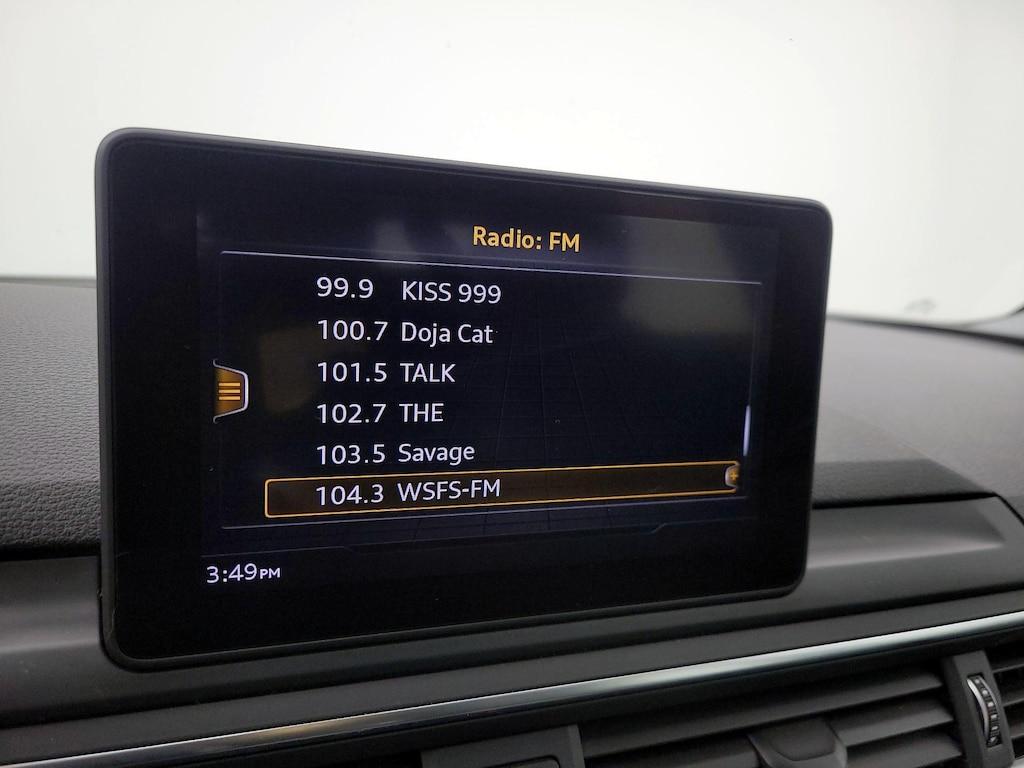 Radio: FM
99.9 KISS 999
100.7 Doja Cat
101.5 TALK
102.7 THE
103.5 Savage
104.3 WSFS-FM
3:49PM